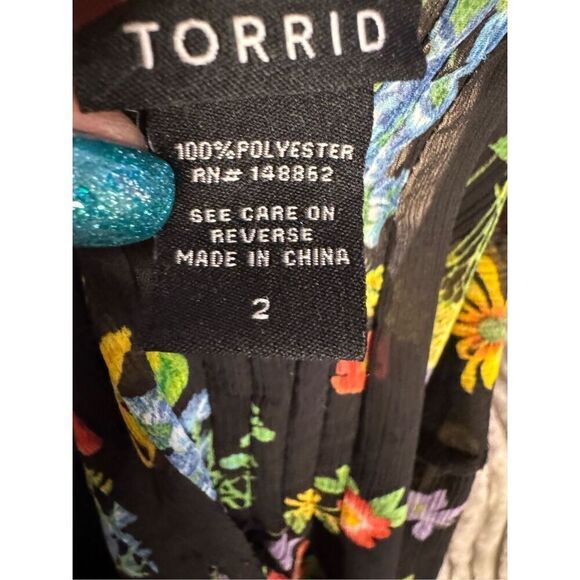 TORRID
100%POLYESTER
RN# 148862
SEE CARE ON
REVERSE
MADE IN CHINA
2